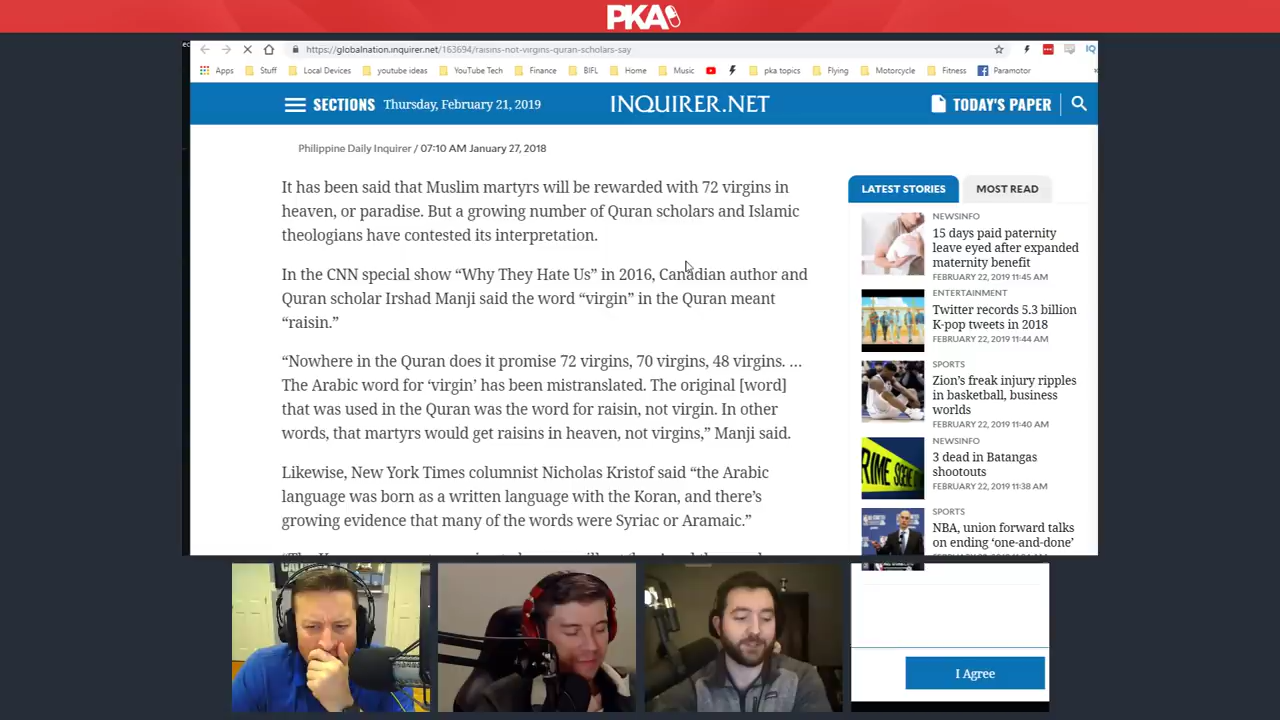 PKA
https://globalnation.inquirer.net/163694/raisins-not-virgins-quran-scholars-say
Apps Stuff Local Devices youtube ideas YouTube Tech Finance BIFL Home Music pka topics Flying Motorcycle Fitness Paramotor
SECTIONS Thursday, February 21, 2019 INQUIRER.NET TODAY'S PAPER
Philippine Daily Inquirer / 07:10 AM January 27, 2018
It has been said that Muslim martyrs will be rewarded with 72 virgins in
heaven, or paradise. But a growing number of Quran scholars and Islamic
theologians have contested its interpretation.
In the CNN special show “Why They Hate Us” in 2016, Canadian author and
Quran scholar Irshad Manji said the word “virgin” in the Quran meant
“raisin.”
“Nowhere in the Quran does it promise 72 virgins, 70 virgins, 48 virgins. …
The Arabic word for ‘virgin’ has been mistranslated. The original [word]
that was used in the Quran was the word for raisin, not virgin. In other
words, that martyrs would get raisins in heaven, not virgins,” Manji said.
Likewise, New York Times columnist Nicholas Kristof said “the Arabic
language was born as a written language with the Koran, and there’s
growing evidence that many of the words were Syriac or Aramaic.”
LATEST STORIES MOST READ
NEWSINFO
15 days paid paternity
leave eyed after expanded
maternity benefit
FEBRUARY 22, 2019 11:45 AM
ENTERTAINMENT
Twitter records 5.3 billion
K-pop tweets in 2018
FEBRUARY 22, 2019 11:44 AM
SPORTS
Zion’s freak injury ripples
in basketball, business
worlds
FEBRUARY 22, 2019 11:40 AM
NEWSINFO
3 dead in Batangas
shootouts
FEBRUARY 22, 2019 11:38 AM
SPORTS
NBA, union forward talks
on ending ‘one-and-done’
I Agree